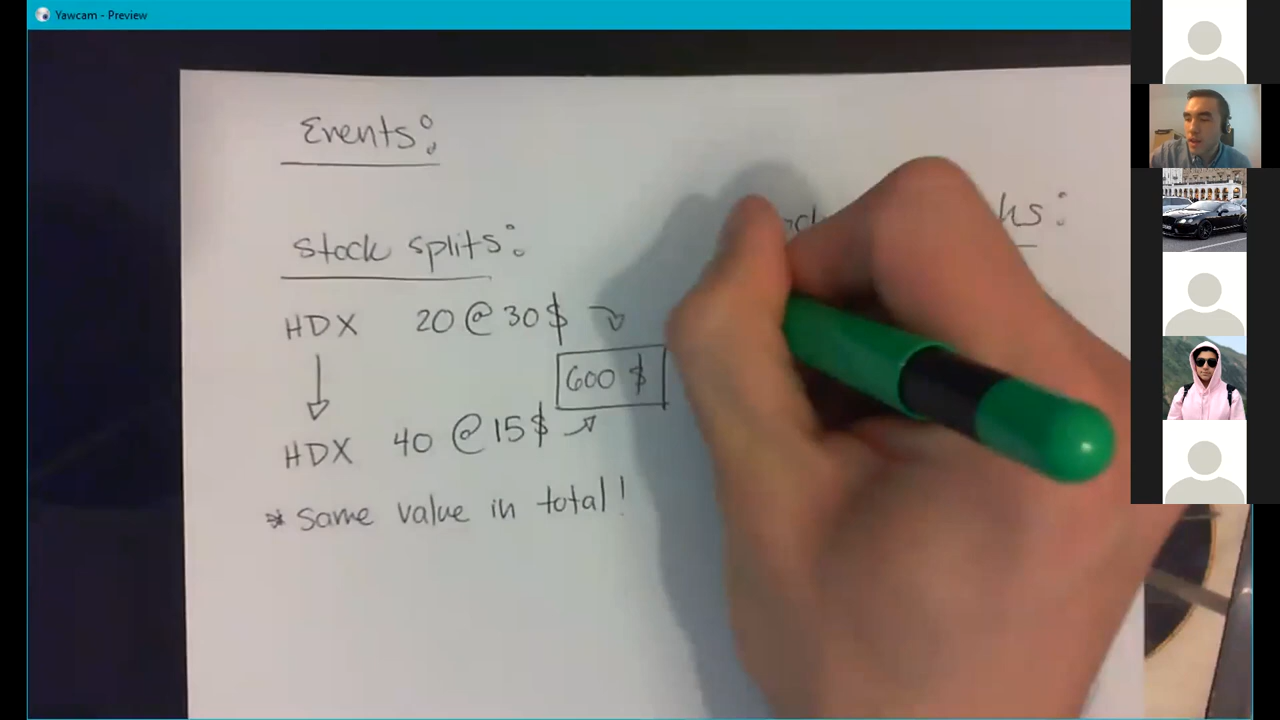 Yawcam - Preview
Events:
Stock splits:
HDX 20 @ 30$
600 $
HDX 40 @ 15$
* Same value in total!